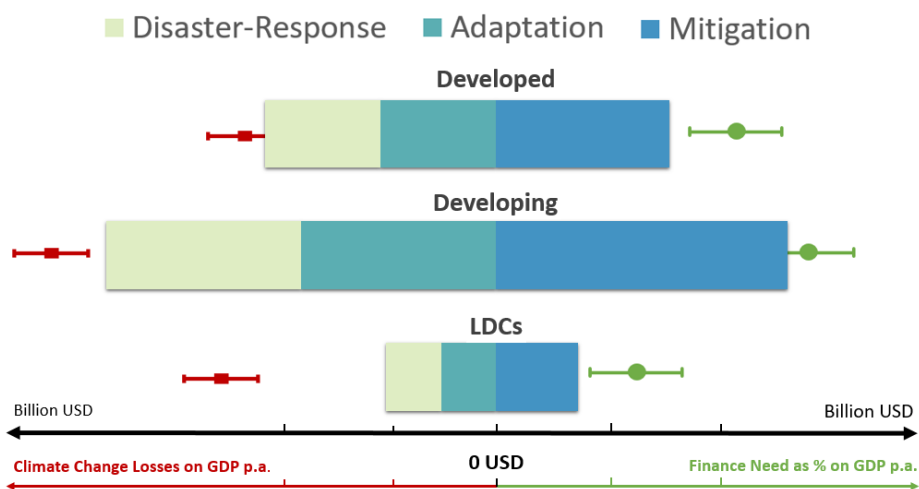 Disaster-Response Adaptation Mitigation
Developed
Developing
LDCs
Billion USD Billion USD
Climate Change Losses on GDP p.a. 0 USD Finance Need as % on GDP p.a.